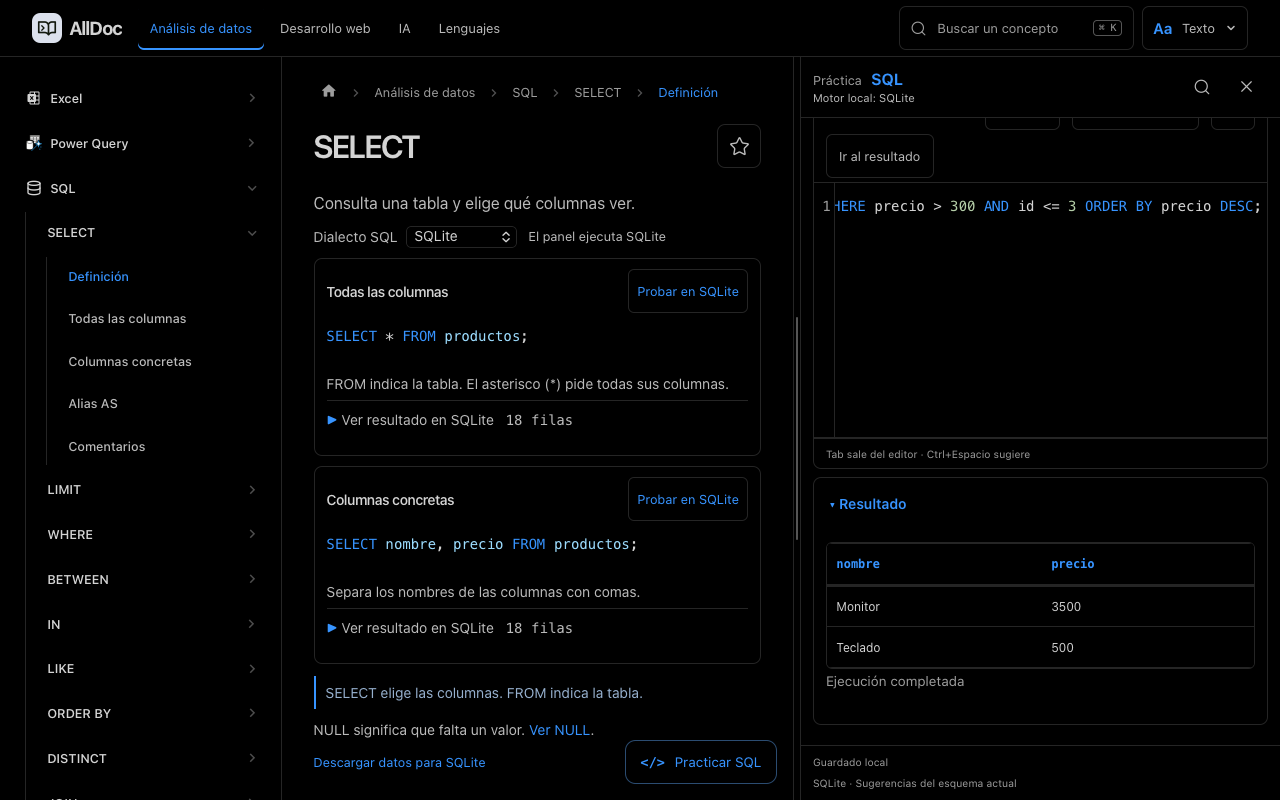 AllDoc
Análisis de datos
Desarrollo web
IA
Lenguajes
Buscar un concepto
⌘ K
Aa Texto
Excel
Power Query
SQL
SELECT
Definición
Todas las columnas
Columnas concretas
Alias AS
Comentarios
LIMIT
WHERE
BETWEEN
IN
LIKE
ORDER BY
DISTINCT
Análisis de datos
SQL
SELECT
Definición
SELECT
Consulta una tabla y elige qué columnas ver.
Dialecto SQL SQLite El panel ejecuta SQLite
Todas las columnas
Probar en SQLite
SELECT * FROM productos;
FROM indica la tabla. El asterisco (*) pide todas sus columnas.
Ver resultado en SQLite 18 filas
Columnas concretas
Probar en SQLite
SELECT nombre, precio FROM productos;
Separa los nombres de las columnas con comas.
Ver resultado en SQLite 18 filas
SELECT elige las columnas. FROM indica la tabla.
NULL significa que falta un valor. Ver NULL.
Descargar datos para SQLite
</> Practicar SQL
Práctica SQL
Motor local: SQLite
Ir al resultado
1
HERE precio > 300 AND id <= 3 ORDER BY precio DESC;
Tab sale del editor · Ctrl+Espacio sugiere
Resultado
nombre precio
Monitor 3500
Teclado 500
Ejecución completada
Guardado local
SQLite · Sugerencias del esquema actual